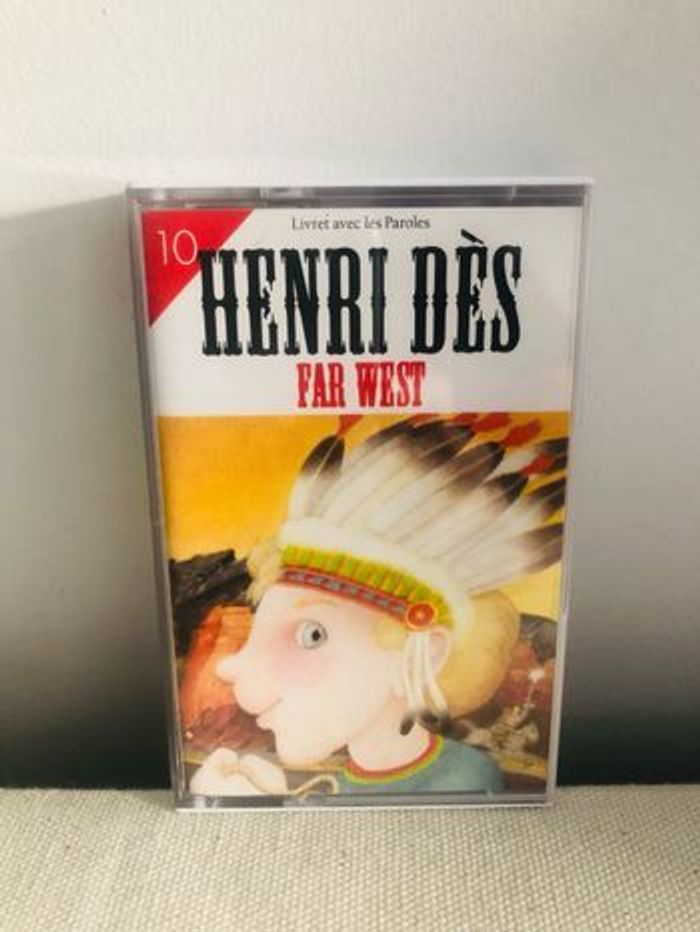 Livret avec les Paroles
10
HENRI DÈS
FAR WEST